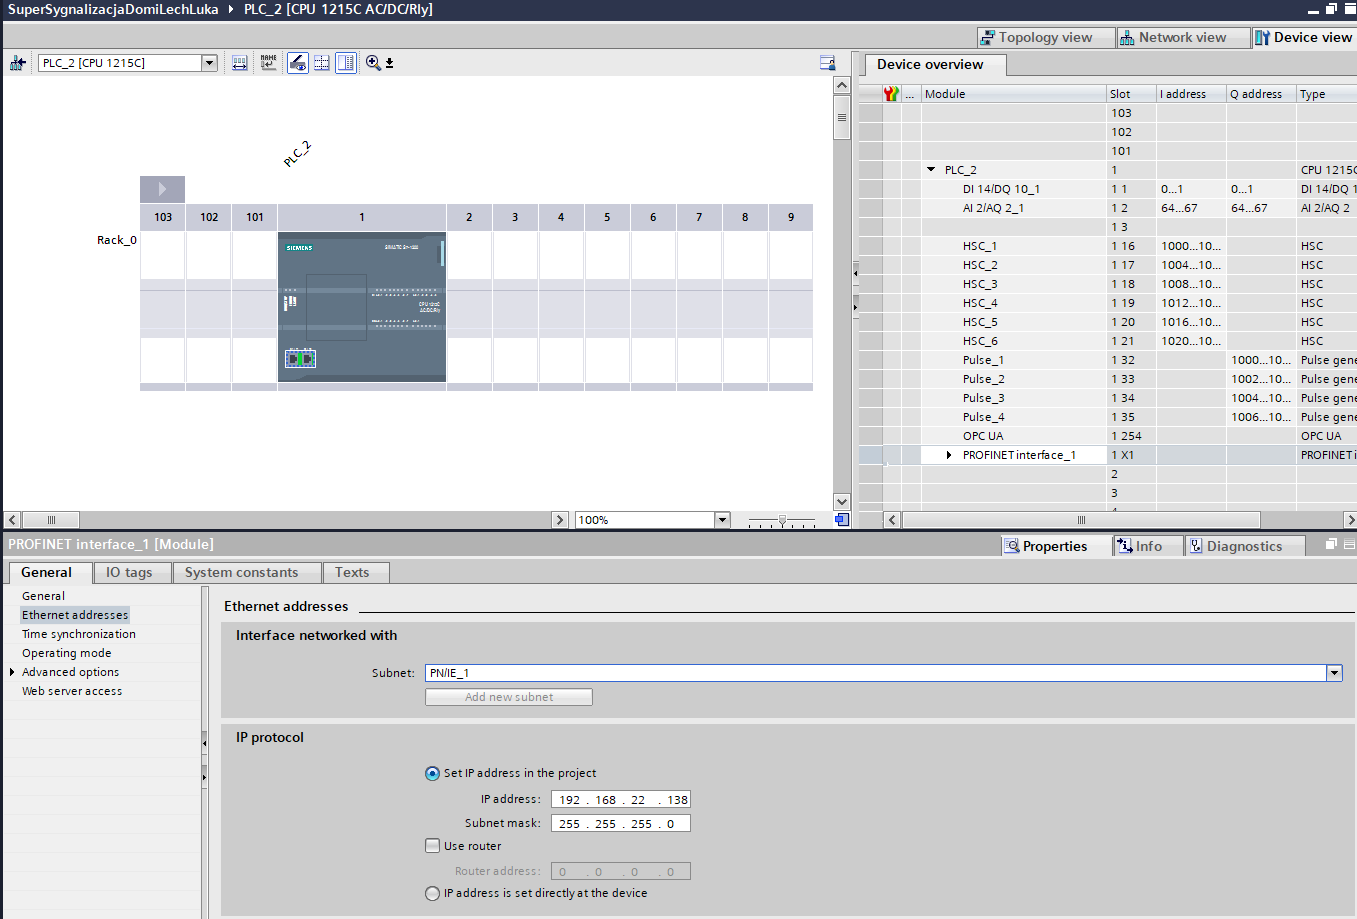 SuperSygnalizacjaDomiLechLuka PLC_2 [CPU 1215C AC/DC/Rly]
Topology view Network view Device view
PLC_2 [CPU 1215C]
Device overview
... Module Slot I address Q address Type
103
102
101
PLC_2 1 CPU 1215C
DI 14/DQ 10_1 1 1 0...1 0...1 DI 14/DQ 1
AI 2/AQ 2_1 1 2 64...67 64...67 AI 2/AQ 2
1 3
HSC_1 1 16 1000...10... HSC
HSC_2 1 17 1004...10... HSC
HSC_3 1 18 1008...10... HSC
HSC_4 1 19 1012...10... HSC
HSC_5 1 20 1016...10... HSC
HSC_6 1 21 1020...10... HSC
Pulse_1 1 32 1000...10... Pulse gene
Pulse_2 1 33 1002...10... Pulse gene
Pulse_3 1 34 1004...10... Pulse gene
Pulse_4 1 35 1006...10... Pulse gene
OPC UA 1 254 OPC UA
PROFINET interface_1 1 X1 PROFINET i
2
3
PLC_2
103 102 101 1 2 3 4 5 6 7 8 9
Rack_0
SIEMENS SIMATIC S7-1200
CPU 1215C
AC/DC/Rly
100%
PROFINET interface_1 [Module]
Properties Info Diagnostics
General IO tags System constants Texts
General
Ethernet addresses
Time synchronization
Operating mode
Advanced options
Web server access
Ethernet addresses
Interface networked with
Subnet: PN/IE_1
Add new subnet
IP protocol
Set IP address in the project
IP address: 192 . 168 . 22 . 138
Subnet mask: 255 . 255 . 255 . 0
Use router
Router address: 0 . 0 . 0 . 0
IP address is set directly at the device